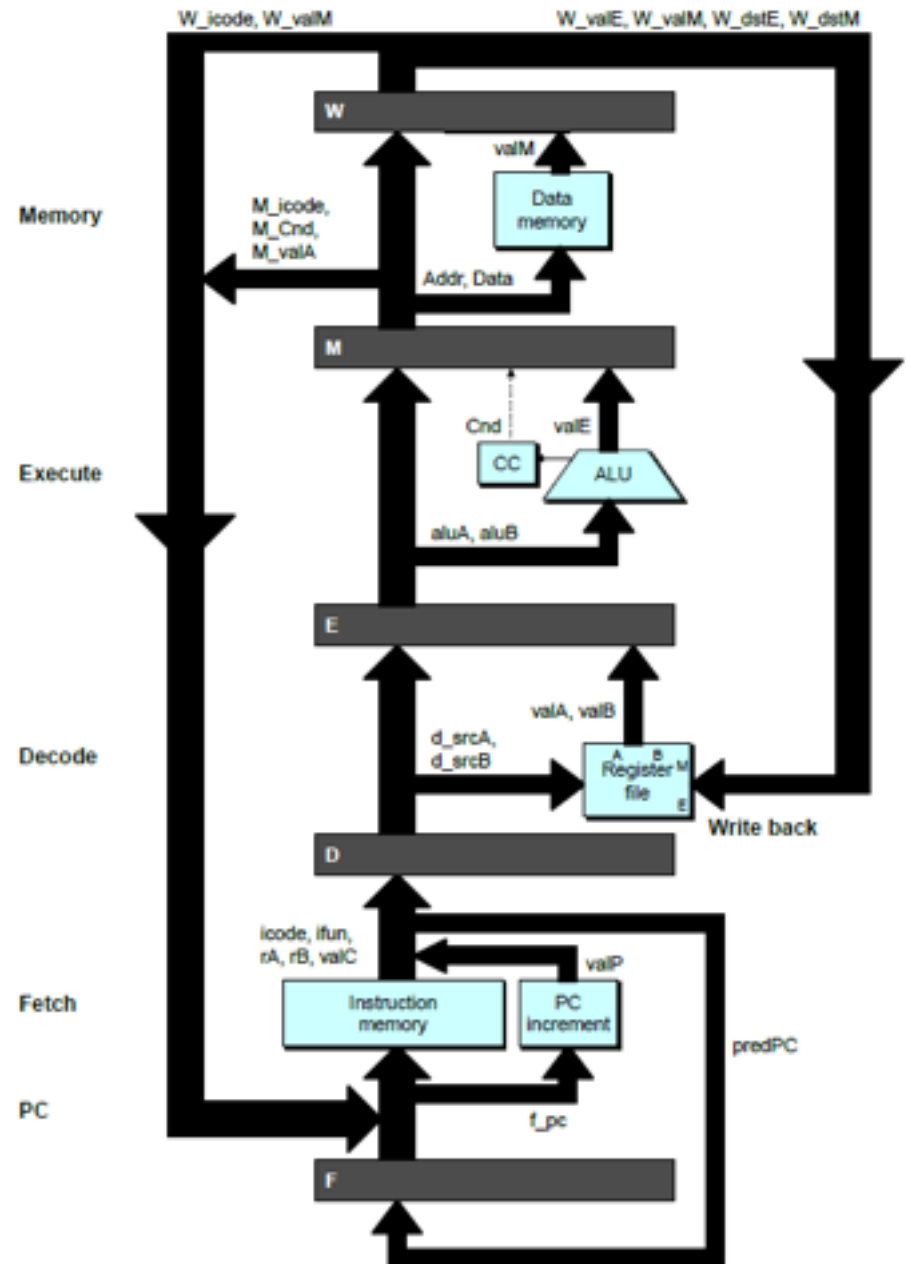 W_icode, W_valM
W_valE, W_valM, W_dstE, W_dstM
W
valM
Data
memory
Memory
M_icode,
M_Cnd,
M_valA
Addr, Data
M
Cnd
valE
CC
ALU
Execute
aluA, aluB
E
valA, valB
d_srcA,
d_srcB
Decode
A B
Register M
file
E
Write back
D
icode, ifun,
rA, rB, valC
valP
Fetch
Instruction
memory
PC
increment
predPC
PC
f_pc
F